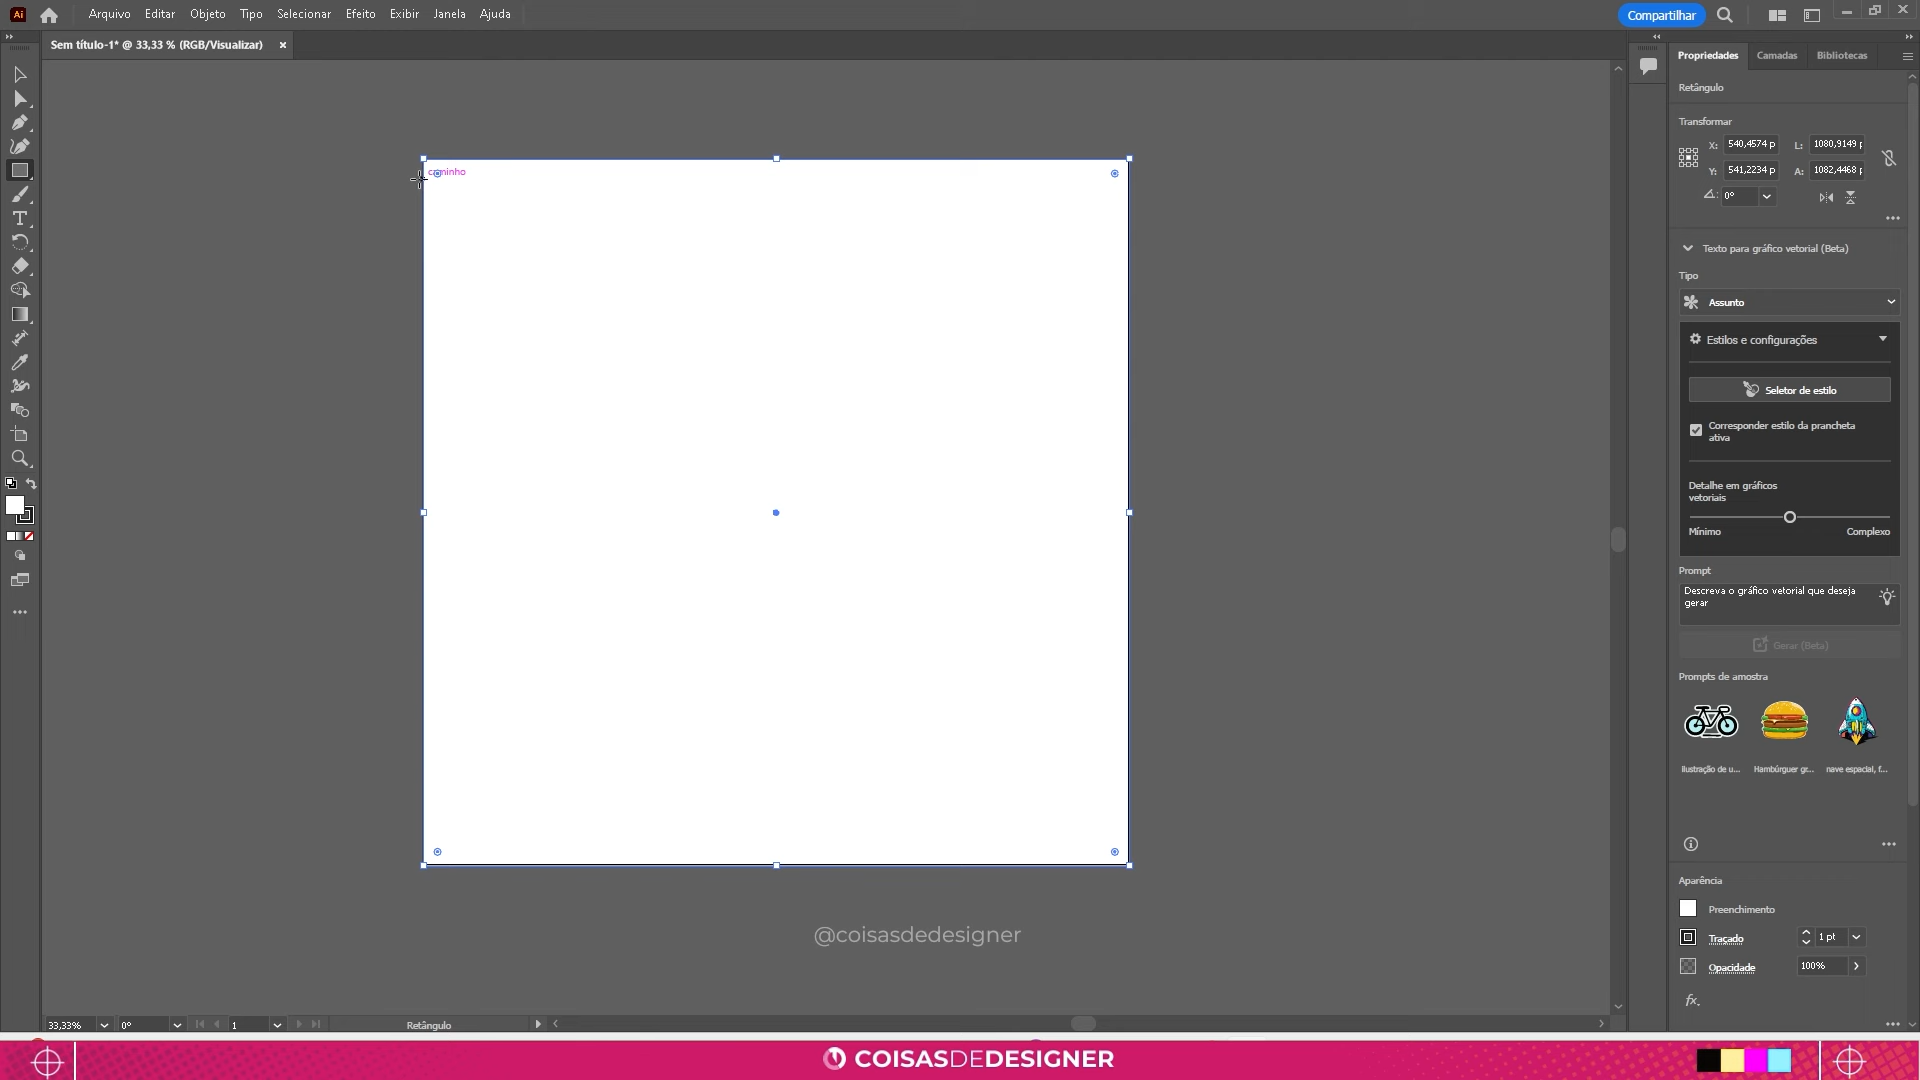 Ai
Arquivo Editar Objeto Tipo Selecionar Efeito Exibir Janela Ajuda
Compartilhar
Sem título-1* @ 33,33 % (RGB/Visualizar)
Propriedades Camadas Bibliotecas
Retângulo
Transformar
X: 540,4574 p L: 1080,9149
Y: 541,2234 p A: 1082,4468
0°
Texto para gráfico vetorial (Beta)
Tipo
Assunto
Estilos e configurações
Seletor de estilo
Corresponder estilo da prancheta
ativa
Detalhe em gráficos
vetoriais
Mínimo Complexo
Prompt
Descreva o gráfico vetorial que deseja
gerar
Gerar (Beta)
Prompts de amostra
Ilustração de u... Hambúrguer gr... nave espacial, f...
Aparência
Preenchimento
Traçado 1 pt
Opacidade 100%
fx.
caminho
@coisasdedesigner
33,33% 0° 1 Retângulo
COISASDEDESIGNER